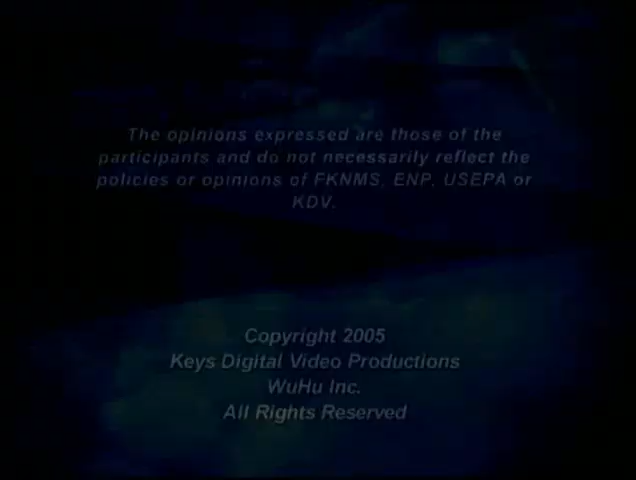 The opinions expressed are those of the
participants and do not necessarily reflect the
policies or opinions of FKNMS, ENP, USEPA or
KDV.
Copyright 2005
Keys Digital Video Productions
WuHu Inc.
All Rights Reserved